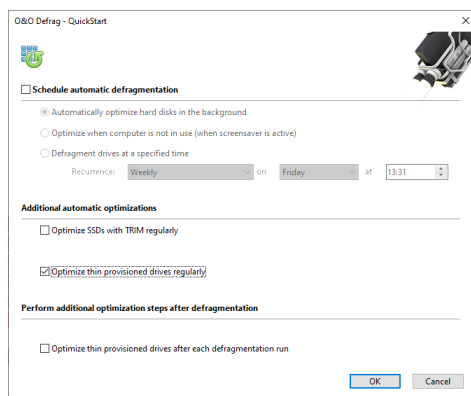 O&O Defrag - QuickStart
Schedule automatic defragmentation
Automatically optimize hard disks in the background
Optimize when computer is not in use (when screensaver is active)
Defragment drives at a specified time
Recurrence: Weekly on Friday at 13:31
Additional automatic optimizations
Optimize SSDs with TRIM regularly
Optimize thin provisioned drives regularly
Perform additional optimization steps after defragmentation
Optimize thin provisioned drives after each defragmentation run
OK Cancel